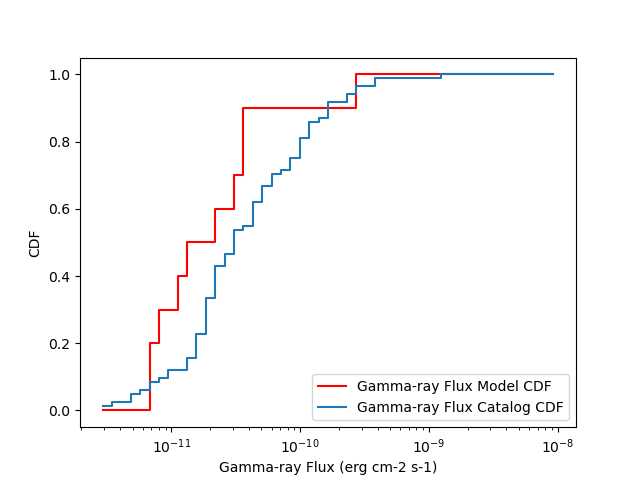 1.0
0.8
0.6
0.4
0.2
0.0
CDF
10⁻¹¹
10⁻¹⁰
10⁻⁹
10⁻⁸
Gamma-ray Flux (erg cm-2 s-1)
Gamma-ray Flux Model CDF
Gamma-ray Flux Catalog CDF